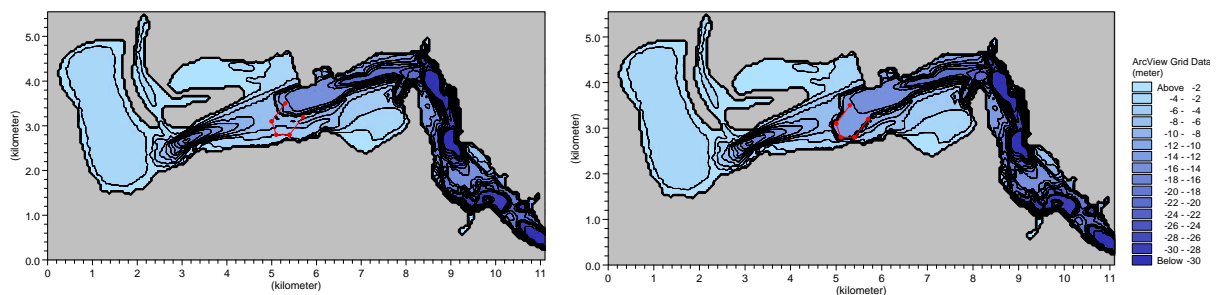 5.0
4.0
3.0
2.0
1.0
0.0
(kilometer)
0 1 2 3 4 5 6 7 8 9 10 11
(kilometer)
5.0
4.0
3.0
2.0
1.0
0.0
(kilometer)
0 1 2 3 4 5 6 7 8 9 10 11
(kilometer)
ArcView Grid Data
(meter)
Above -2
-4 - -2
-6 - -4
-8 - -6
-10 - -8
-12 - -10
-14 - -12
-16 - -14
-18 - -16
-20 - -18
-22 - -20
-24 - -22
-26 - -24
-28 - -26
-30 - -28
Below -30